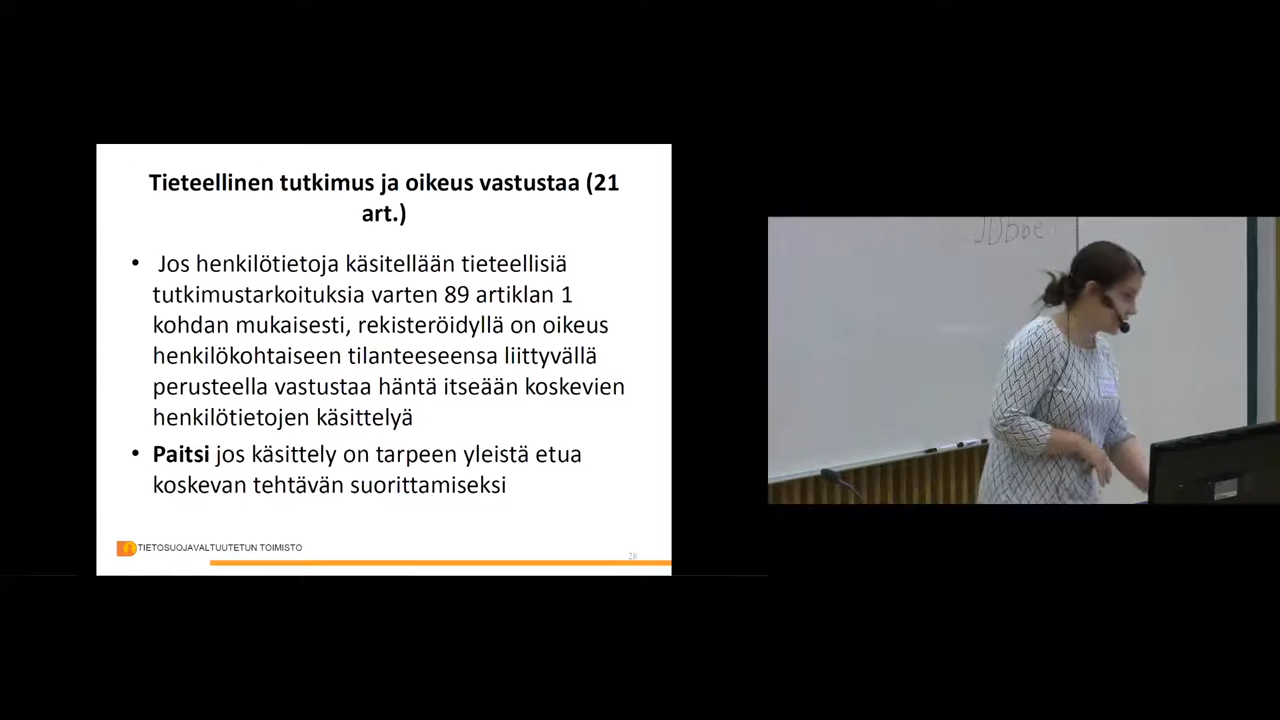 Tieteellinen tutkimus ja oikeus vastustaa (21
art.)
• Jos henkilötietoja käsitellään tieteellisiä
tutkimustarkoituksia varten 89 artiklan 1
kohdan mukaisesti, rekisteröidyllä on oikeus
henkilökohtaiseen tilanteeseensa liittyvällä
perusteella vastustaa häntä itseään koskevien
henkilötietojen käsittelyä
• Paitsi jos käsittely on tarpeen yleistä etua
koskevan tehtävän suorittamiseksi
TIETOSUOJAVALTUUTETUN TOIMISTO
28